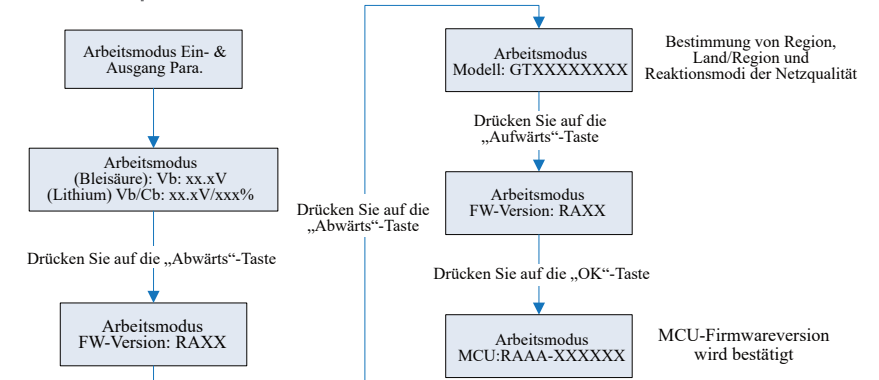 Arbeitsmodus Ein- &
Ausgang Para.
Arbeitsmodus
(Bleisäure): Vb: xx.xV
(Lithium) Vb/Cb: xx.xV/xxx%
Drücken Sie auf die „Abwärts“-Taste
Arbeitsmodus
FW-Version: RAXX
Drücken Sie auf die
„Abwärts“-Taste
Arbeitsmodus
Modell: GTXXXXXXXX
Bestimmung von Region,
Land/Region und
Reaktionsmodi der Netzqualität
Drücken Sie auf die
„Aufwärts“-Taste
Arbeitsmodus
FW-Version: RAXX
Drücken Sie auf die „OK“-Taste
Arbeitsmodus
MCU:RAAA-XXXXXX
MCU-Firmwareversion
wird bestätigt